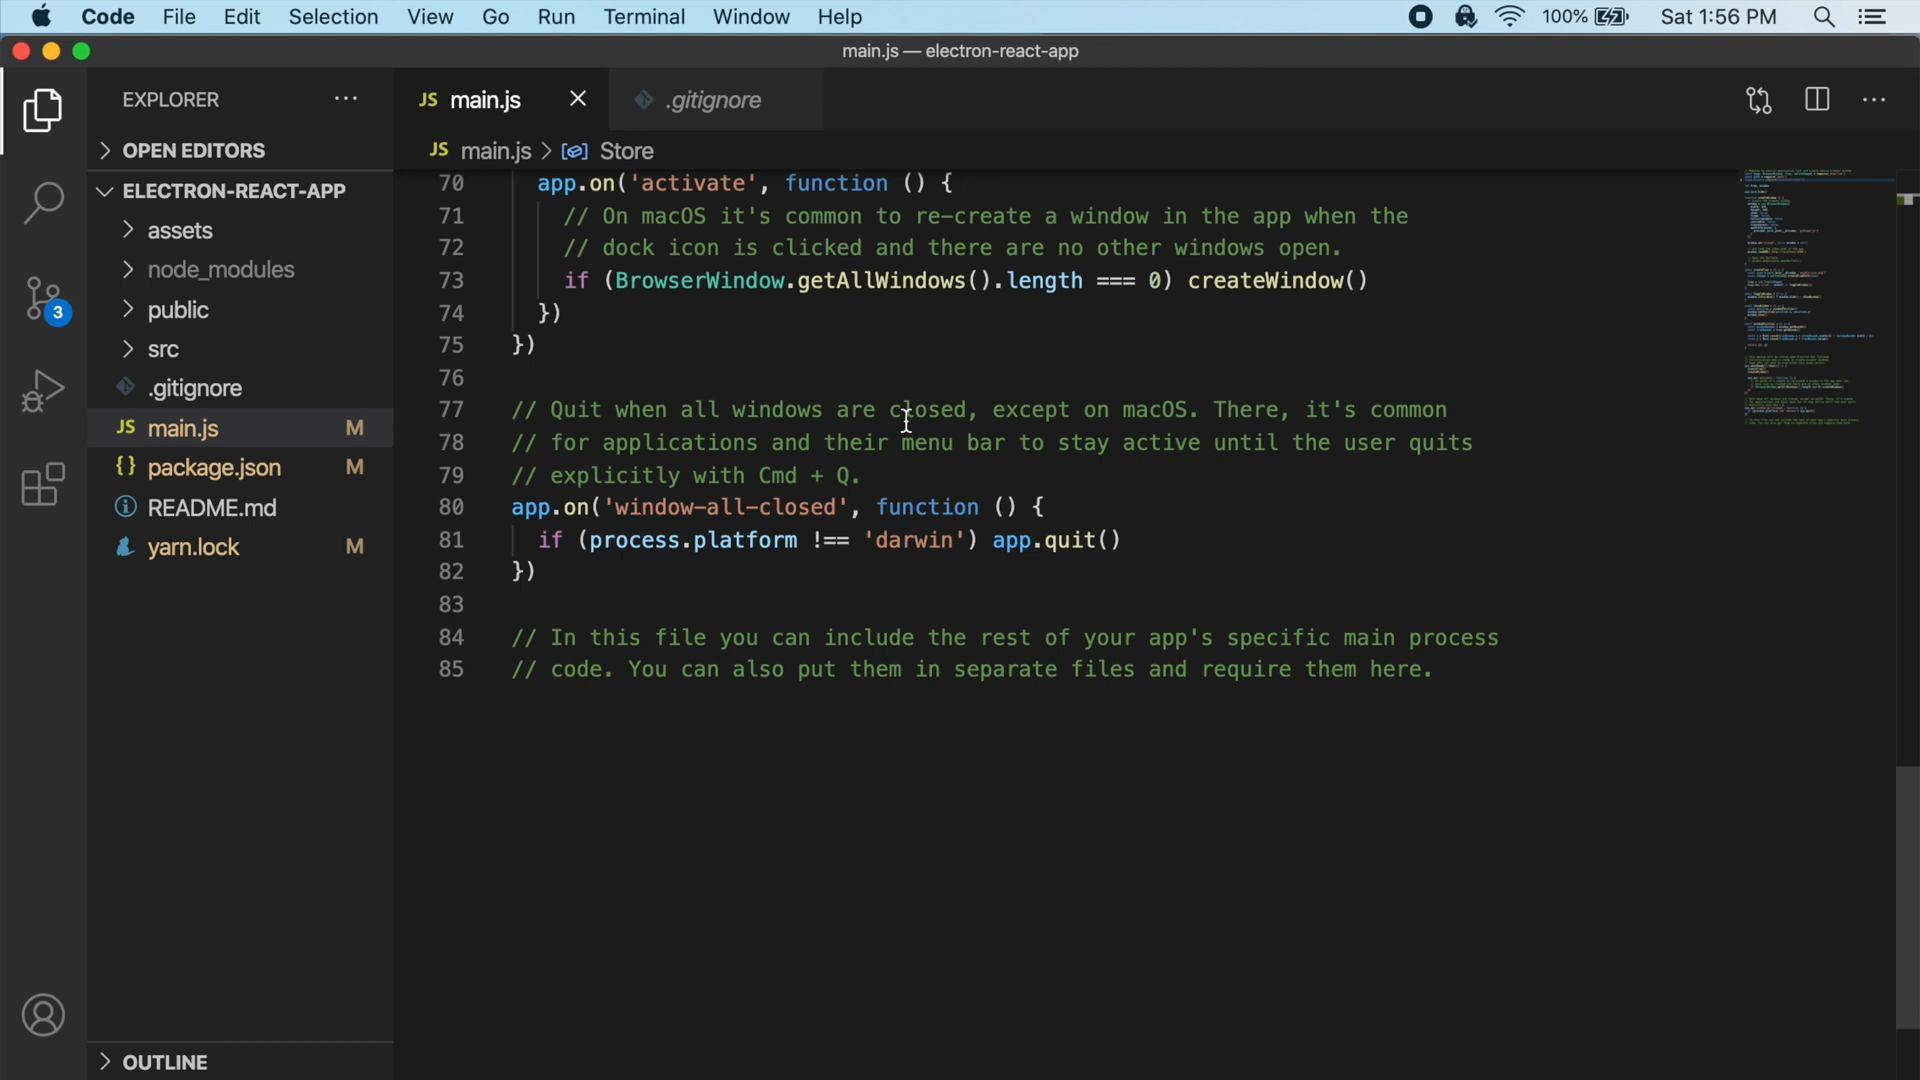 Code File Edit Selection View Go Run Terminal Window Help 100% Sat 1:56 PM
main.js — electron-react-app
EXPLORER ···
JS main.js
.gitignore
OPEN EDITORS
JS main.js > Store
ELECTRON-REACT-APP
assets
node_modules
public
src
.gitignore
JS main.js M
{} package.json M
README.md
yarn.lock M
3
OUTLINE
70 app.on('activate', function () {
71 // On macOS it's common to re-create a window in the app when the
72 // dock icon is clicked and there are no other windows open.
73 if (BrowserWindow.getAllWindows().length === 0) createWindow()
74 })
75 })
76
77 // Quit when all windows are closed, except on macOS. There, it's common
78 // for applications and their menu bar to stay active until the user quits
79 // explicitly with Cmd + Q.
80 app.on('window-all-closed', function () {
81 if (process.platform !== 'darwin') app.quit()
82 })
83
84 // In this file you can include the rest of your app's specific main process
85 // code. You can also put them in separate files and require them here.